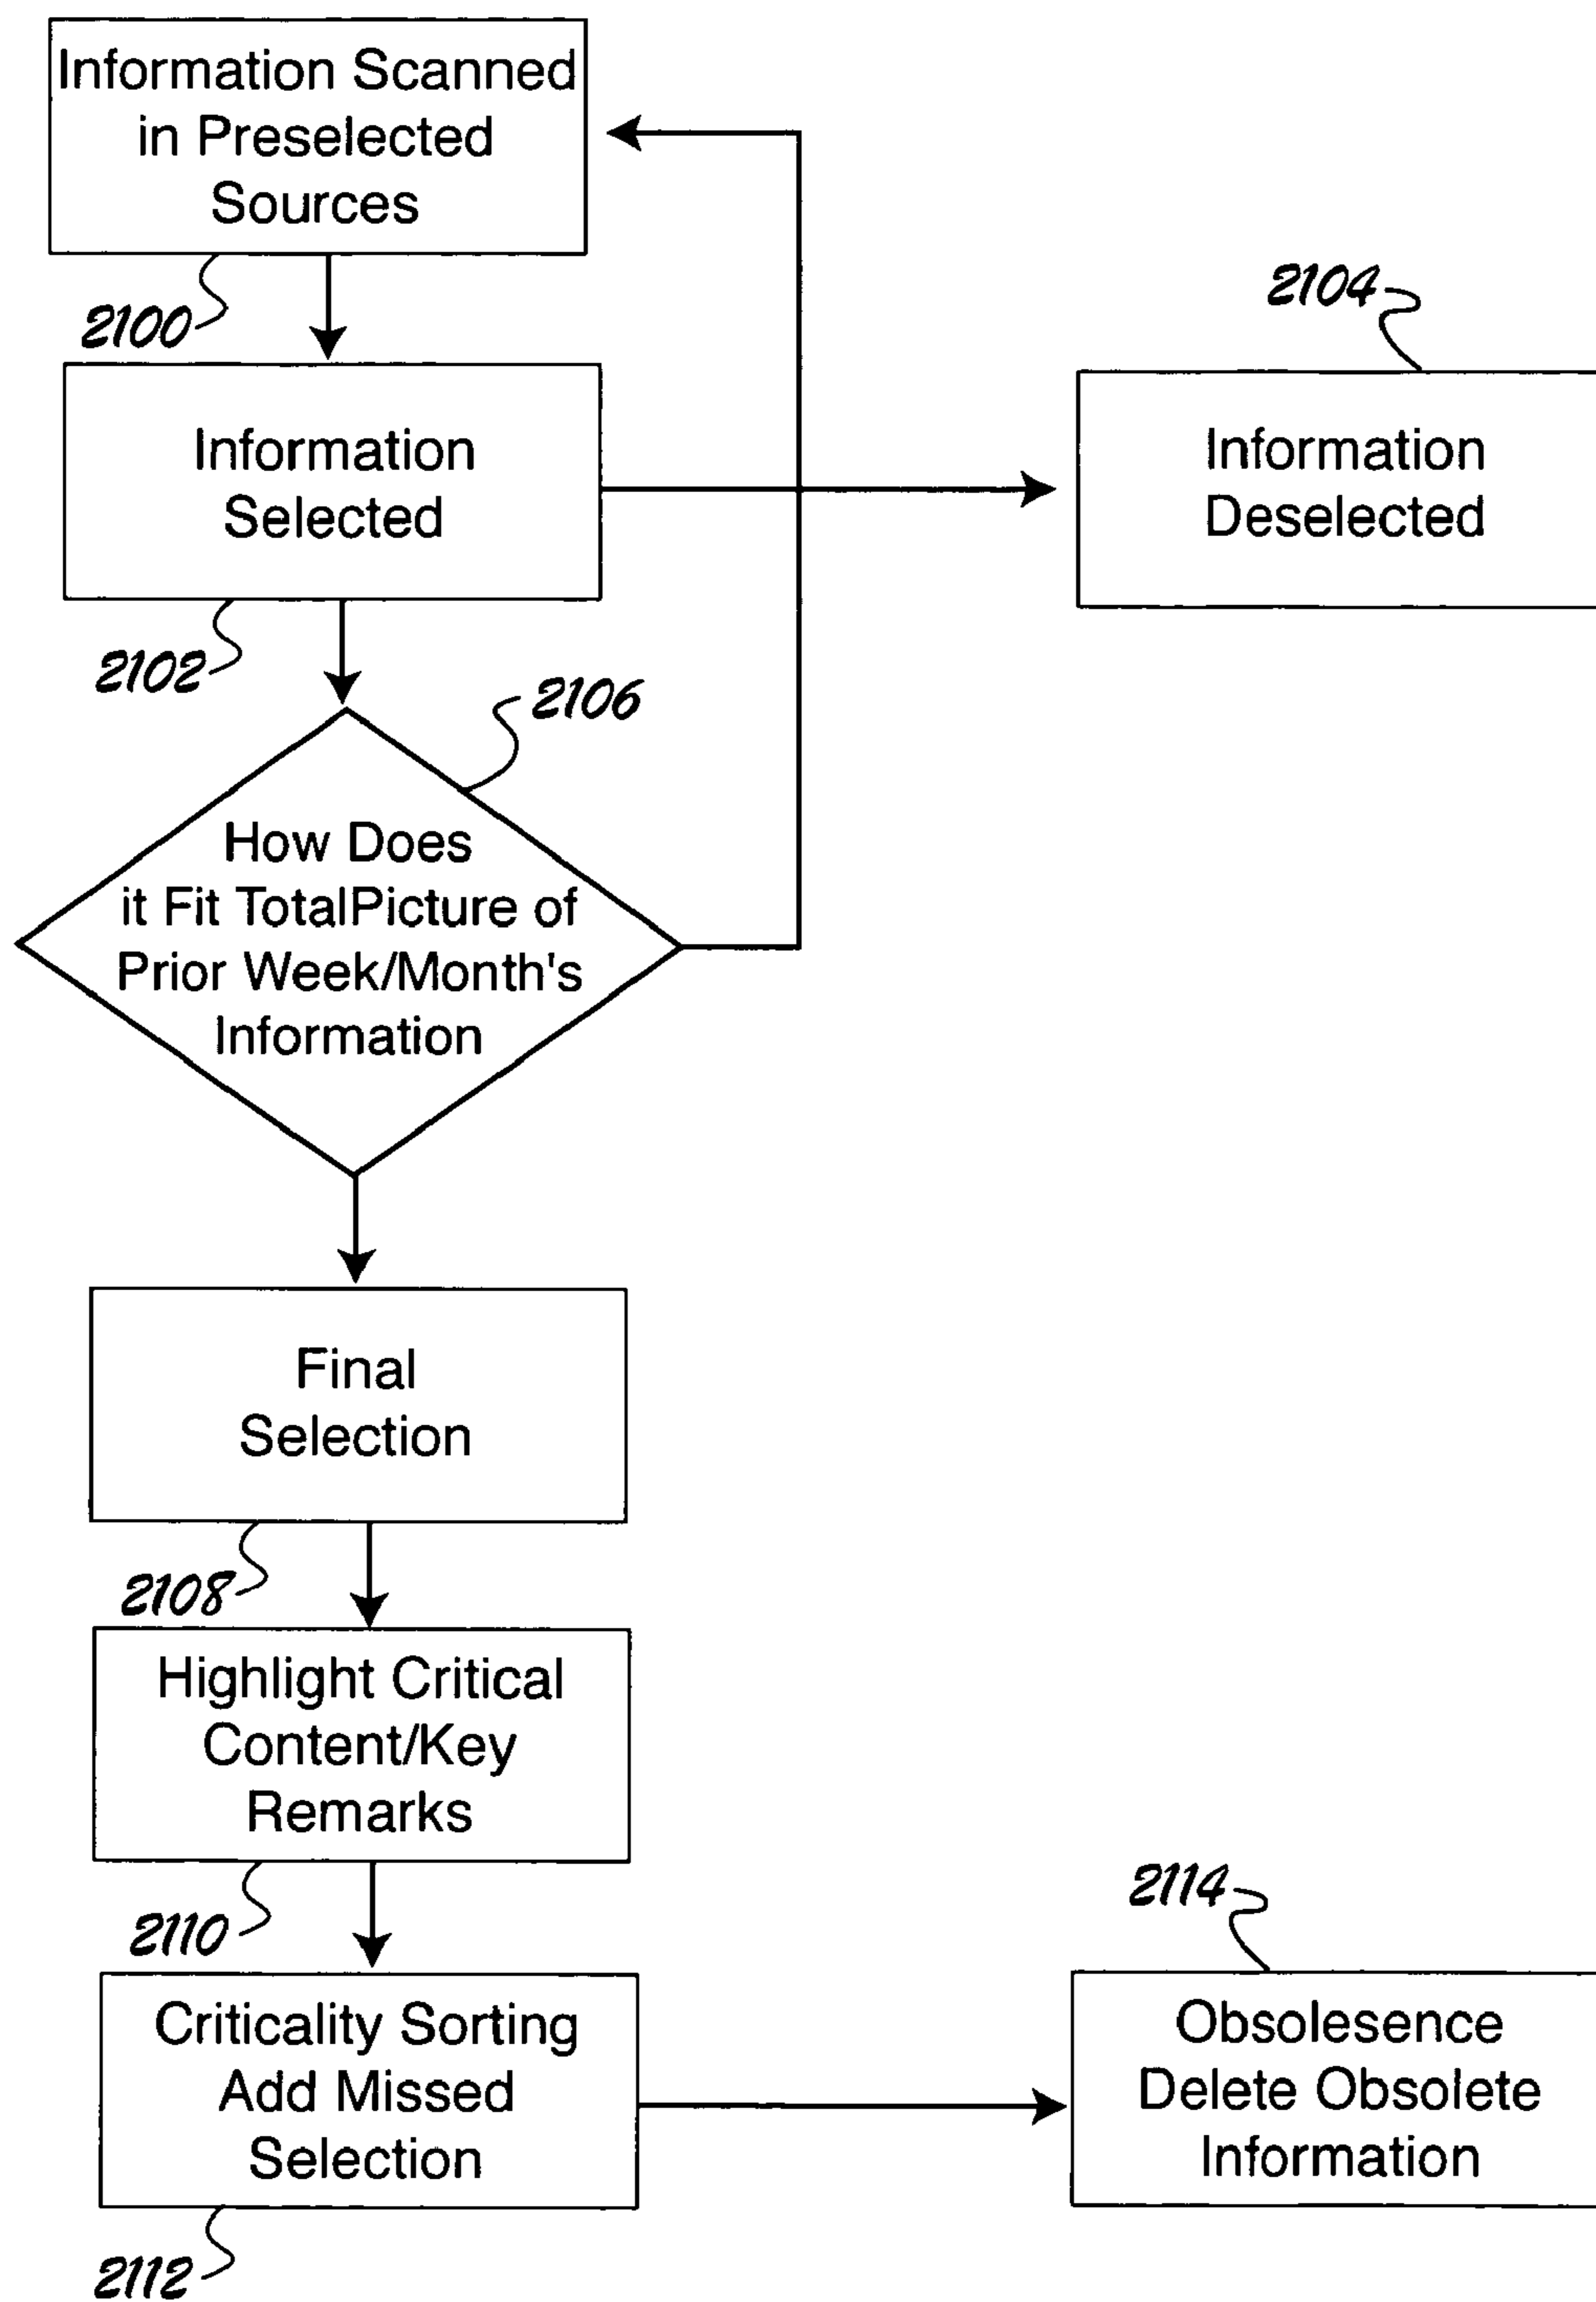 Information Scanned
in Preselected
Sources
2100
2104
Information
Selected
Information
Deselected
2102
2106
How Does
it Fit TotalPicture of
Prior Week/Month's
Information
Final
Selection
2108
Highlight Critical
Content/Key
Remarks
2110
2114
Criticality Sorting
Add Missed
Selection
Obsolesence
Delete Obsolete
Information
2112